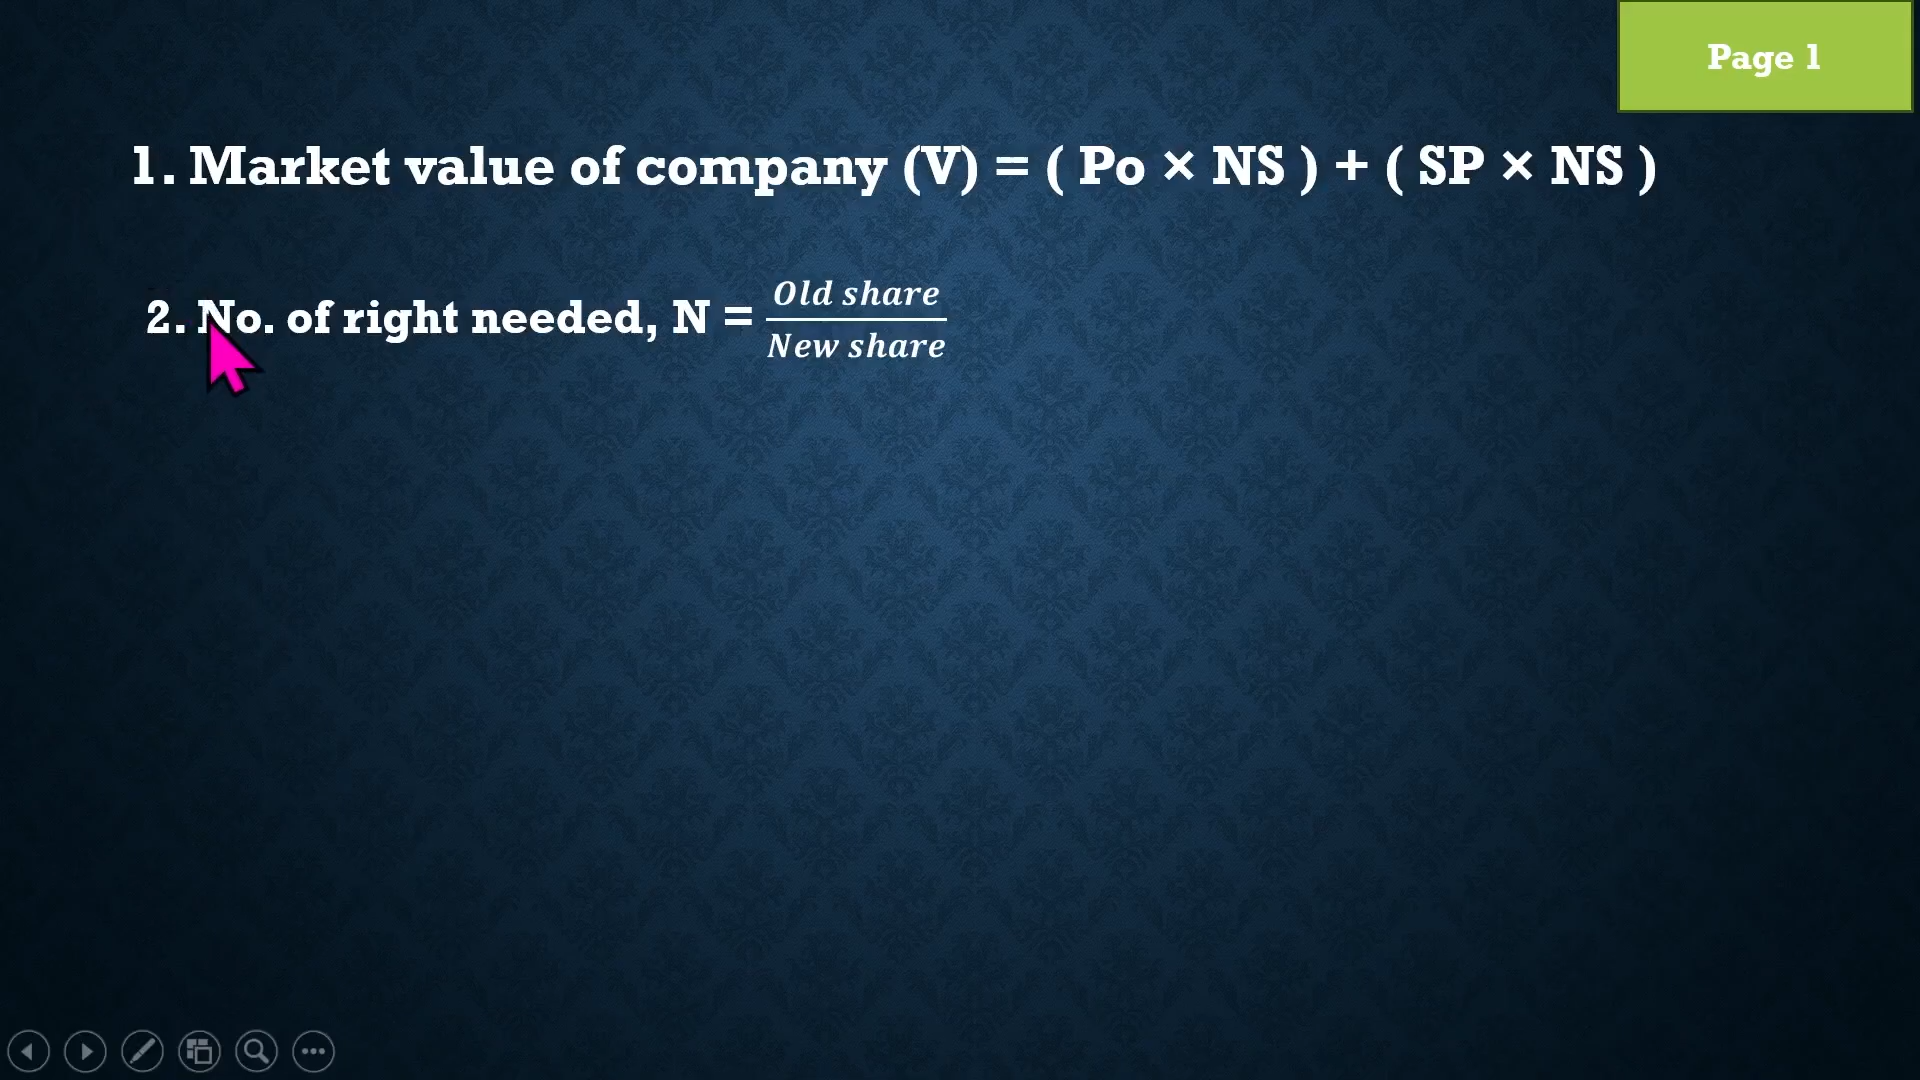 Page 1
1. Market value of company (V) = ( Po × NS ) + ( SP × NS )
2. No. of right needed, N = Old share / New share